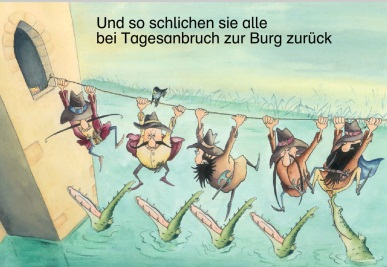 Und so schlichen sie alle
bei Tagesanbruch zur Burg zurück